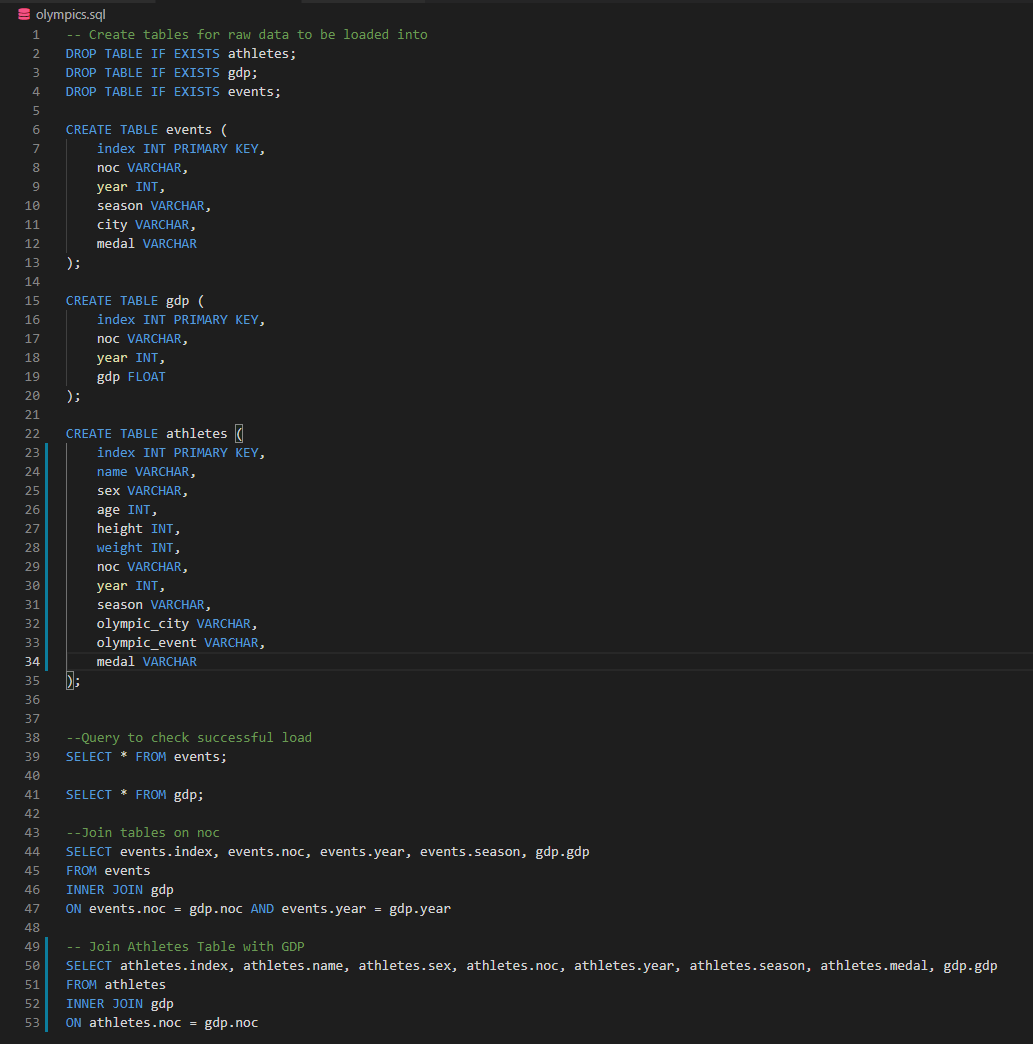 olympics.sql
1 -- Create tables for raw data to be loaded into
2 DROP TABLE IF EXISTS athletes;
3 DROP TABLE IF EXISTS gdp;
4 DROP TABLE IF EXISTS events;
5
6 CREATE TABLE events (
7     index INT PRIMARY KEY,
8     noc VARCHAR,
9     year INT,
10     season VARCHAR,
11     city VARCHAR,
12     medal VARCHAR
13 );
14
15 CREATE TABLE gdp (
16     index INT PRIMARY KEY,
17     noc VARCHAR,
18     year INT,
19     gdp FLOAT
20 );
21
22 CREATE TABLE athletes (
23     index INT PRIMARY KEY,
24     name VARCHAR,
25     sex VARCHAR,
26     age INT,
27     height INT,
28     weight INT,
29     noc VARCHAR,
30     year INT,
31     season VARCHAR,
32     olympic_city VARCHAR,
33     olympic_event VARCHAR,
34     medal VARCHAR
35 );
36
37
38 --Query to check successful load
39 SELECT * FROM events;
40
41 SELECT * FROM gdp;
42
43 --Join tables on noc
44 SELECT events.index, events.noc, events.year, events.season, gdp.gdp
45 FROM events
46 INNER JOIN gdp
47 ON events.noc = gdp.noc AND events.year = gdp.year
48
49 -- Join Athletes Table with GDP
50 SELECT athletes.index, athletes.name, athletes.sex, athletes.noc, athletes.year, athletes.season, athletes.medal, gdp.gdp
51 FROM athletes
52 INNER JOIN gdp
53 ON athletes.noc = gdp.noc